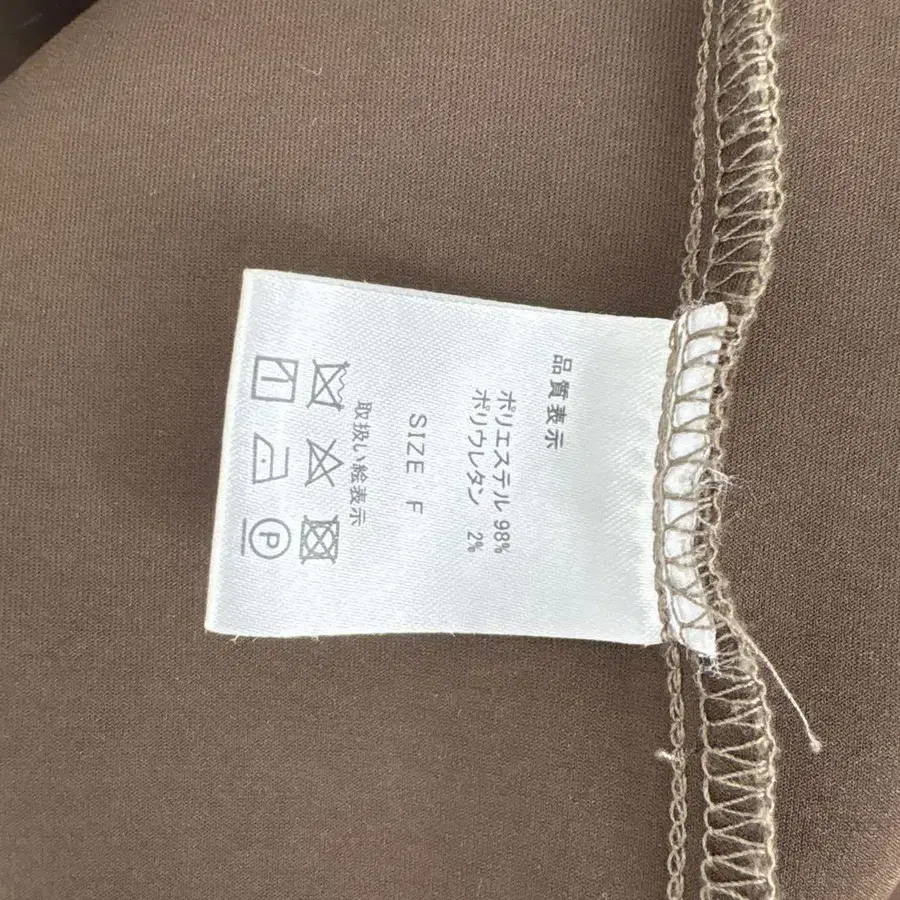 品質表示
ポリエステル 98%
ポリウレタン 2%
SIZE F
取扱い絵表示
P